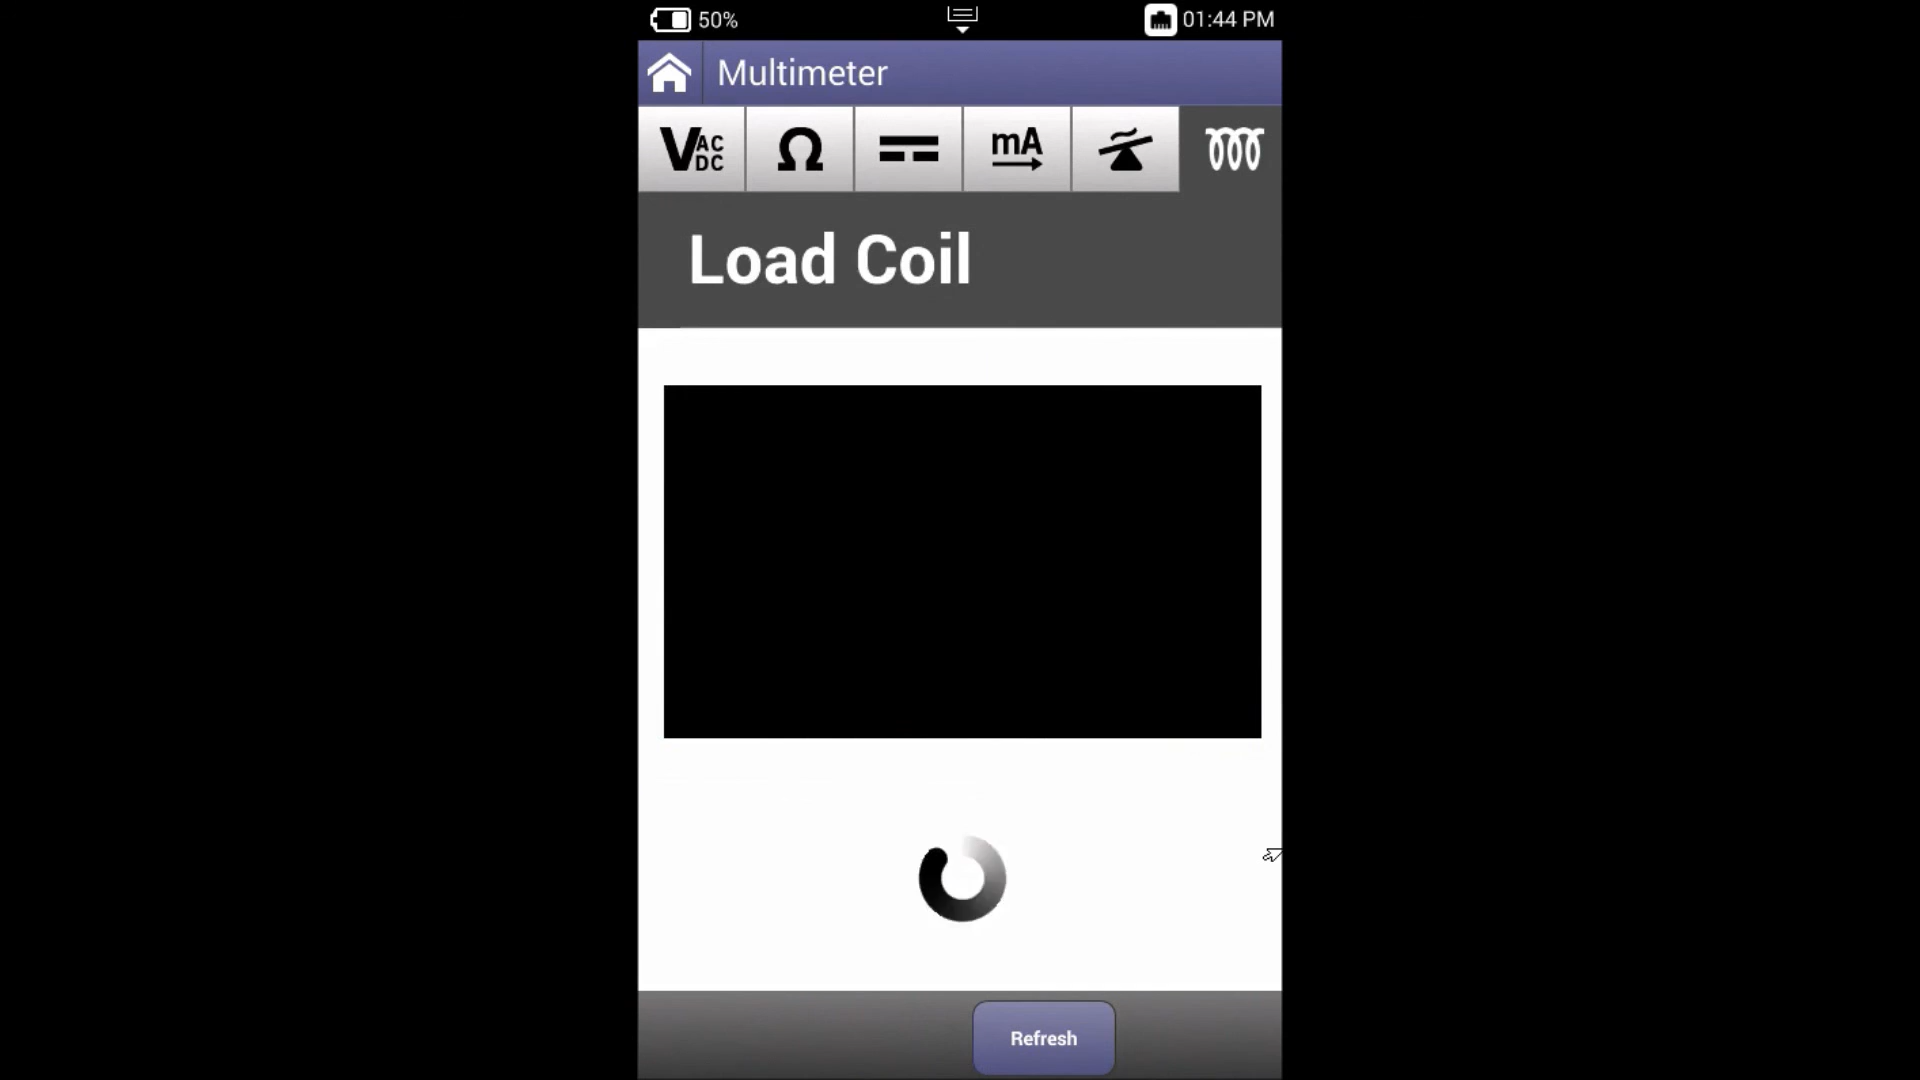 50%
01:44 PM
Multimeter
VAC
DC
Ω
mA
Load Coil
Refresh